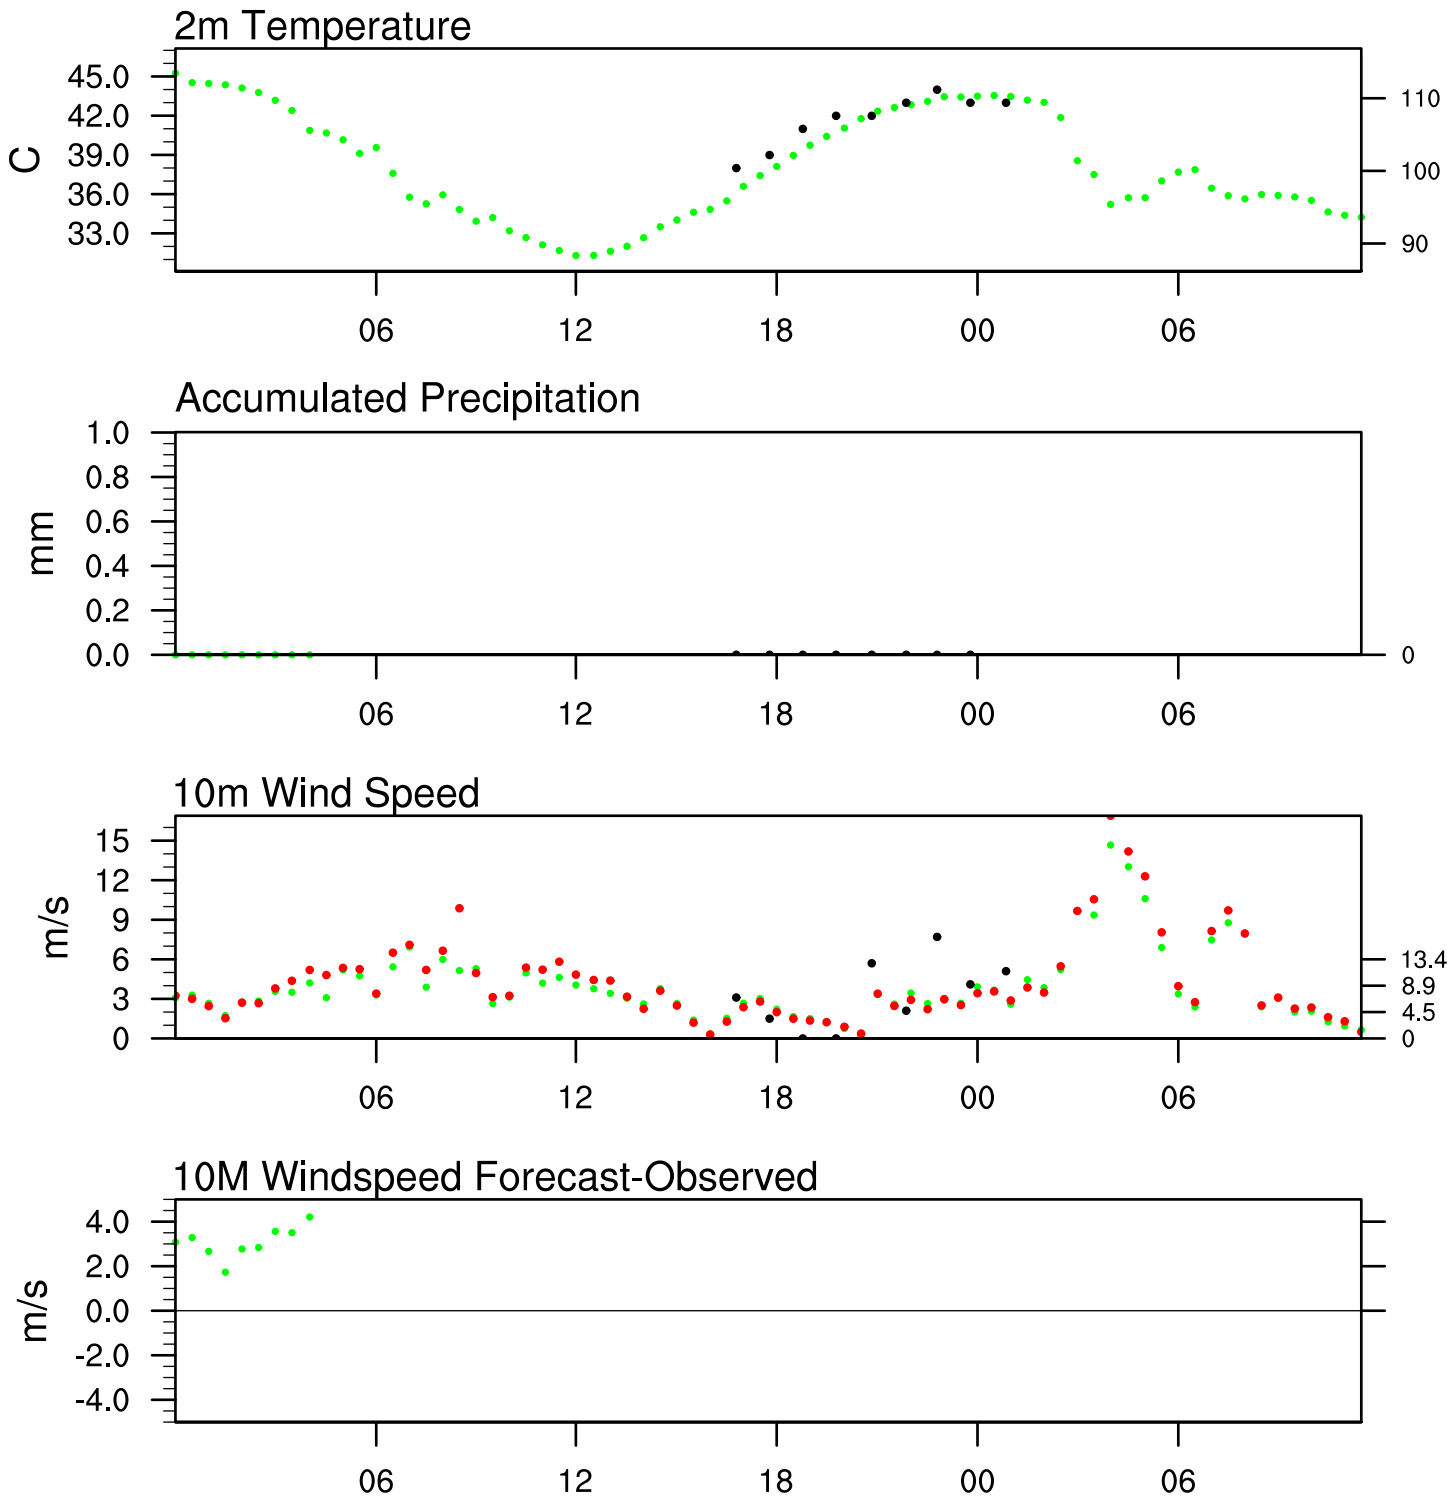 2m Temperature
45.0
42.0
39.0
36.0
33.0
C
110
100
90
06 12 18 00 06
Accumulated Precipitation
1.0
0.8
0.6
0.4
0.2
0.0
mm
0
06 12 18 00 06
10m Wind Speed
15
12
9
6
3
0
m/s
13.4
8.9
4.5
0
06 12 18 00 06
10M Windspeed Forecast-Observed
4.0
2.0
0.0
-2.0
-4.0
m/s
06 12 18 00 06